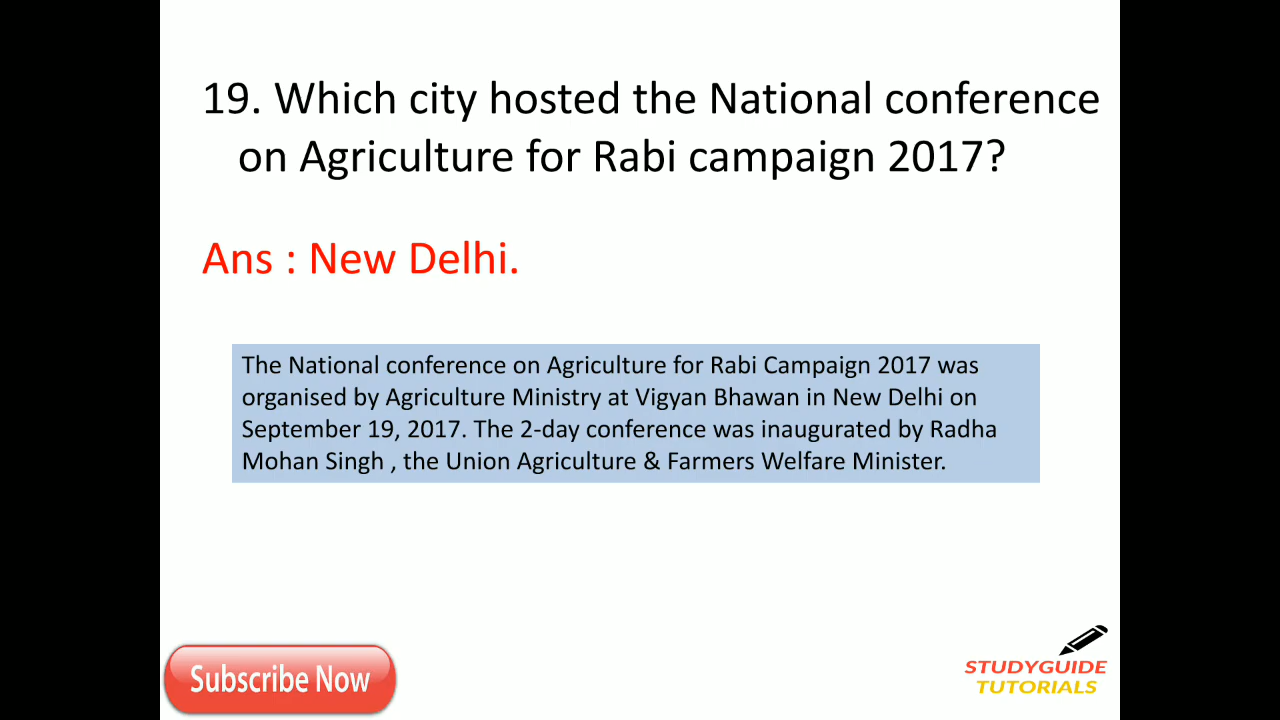 19. Which city hosted the National conference
on Agriculture for Rabi campaign 2017?
Ans : New Delhi.
The National conference on Agriculture for Rabi Campaign 2017 was
organised by Agriculture Ministry at Vigyan Bhawan in New Delhi on
September 19, 2017. The 2-day conference was inaugurated by Radha
Mohan Singh , the Union Agriculture & Farmers Welfare Minister.
Subscribe Now
STUDYGUIDE
TUTORIALS